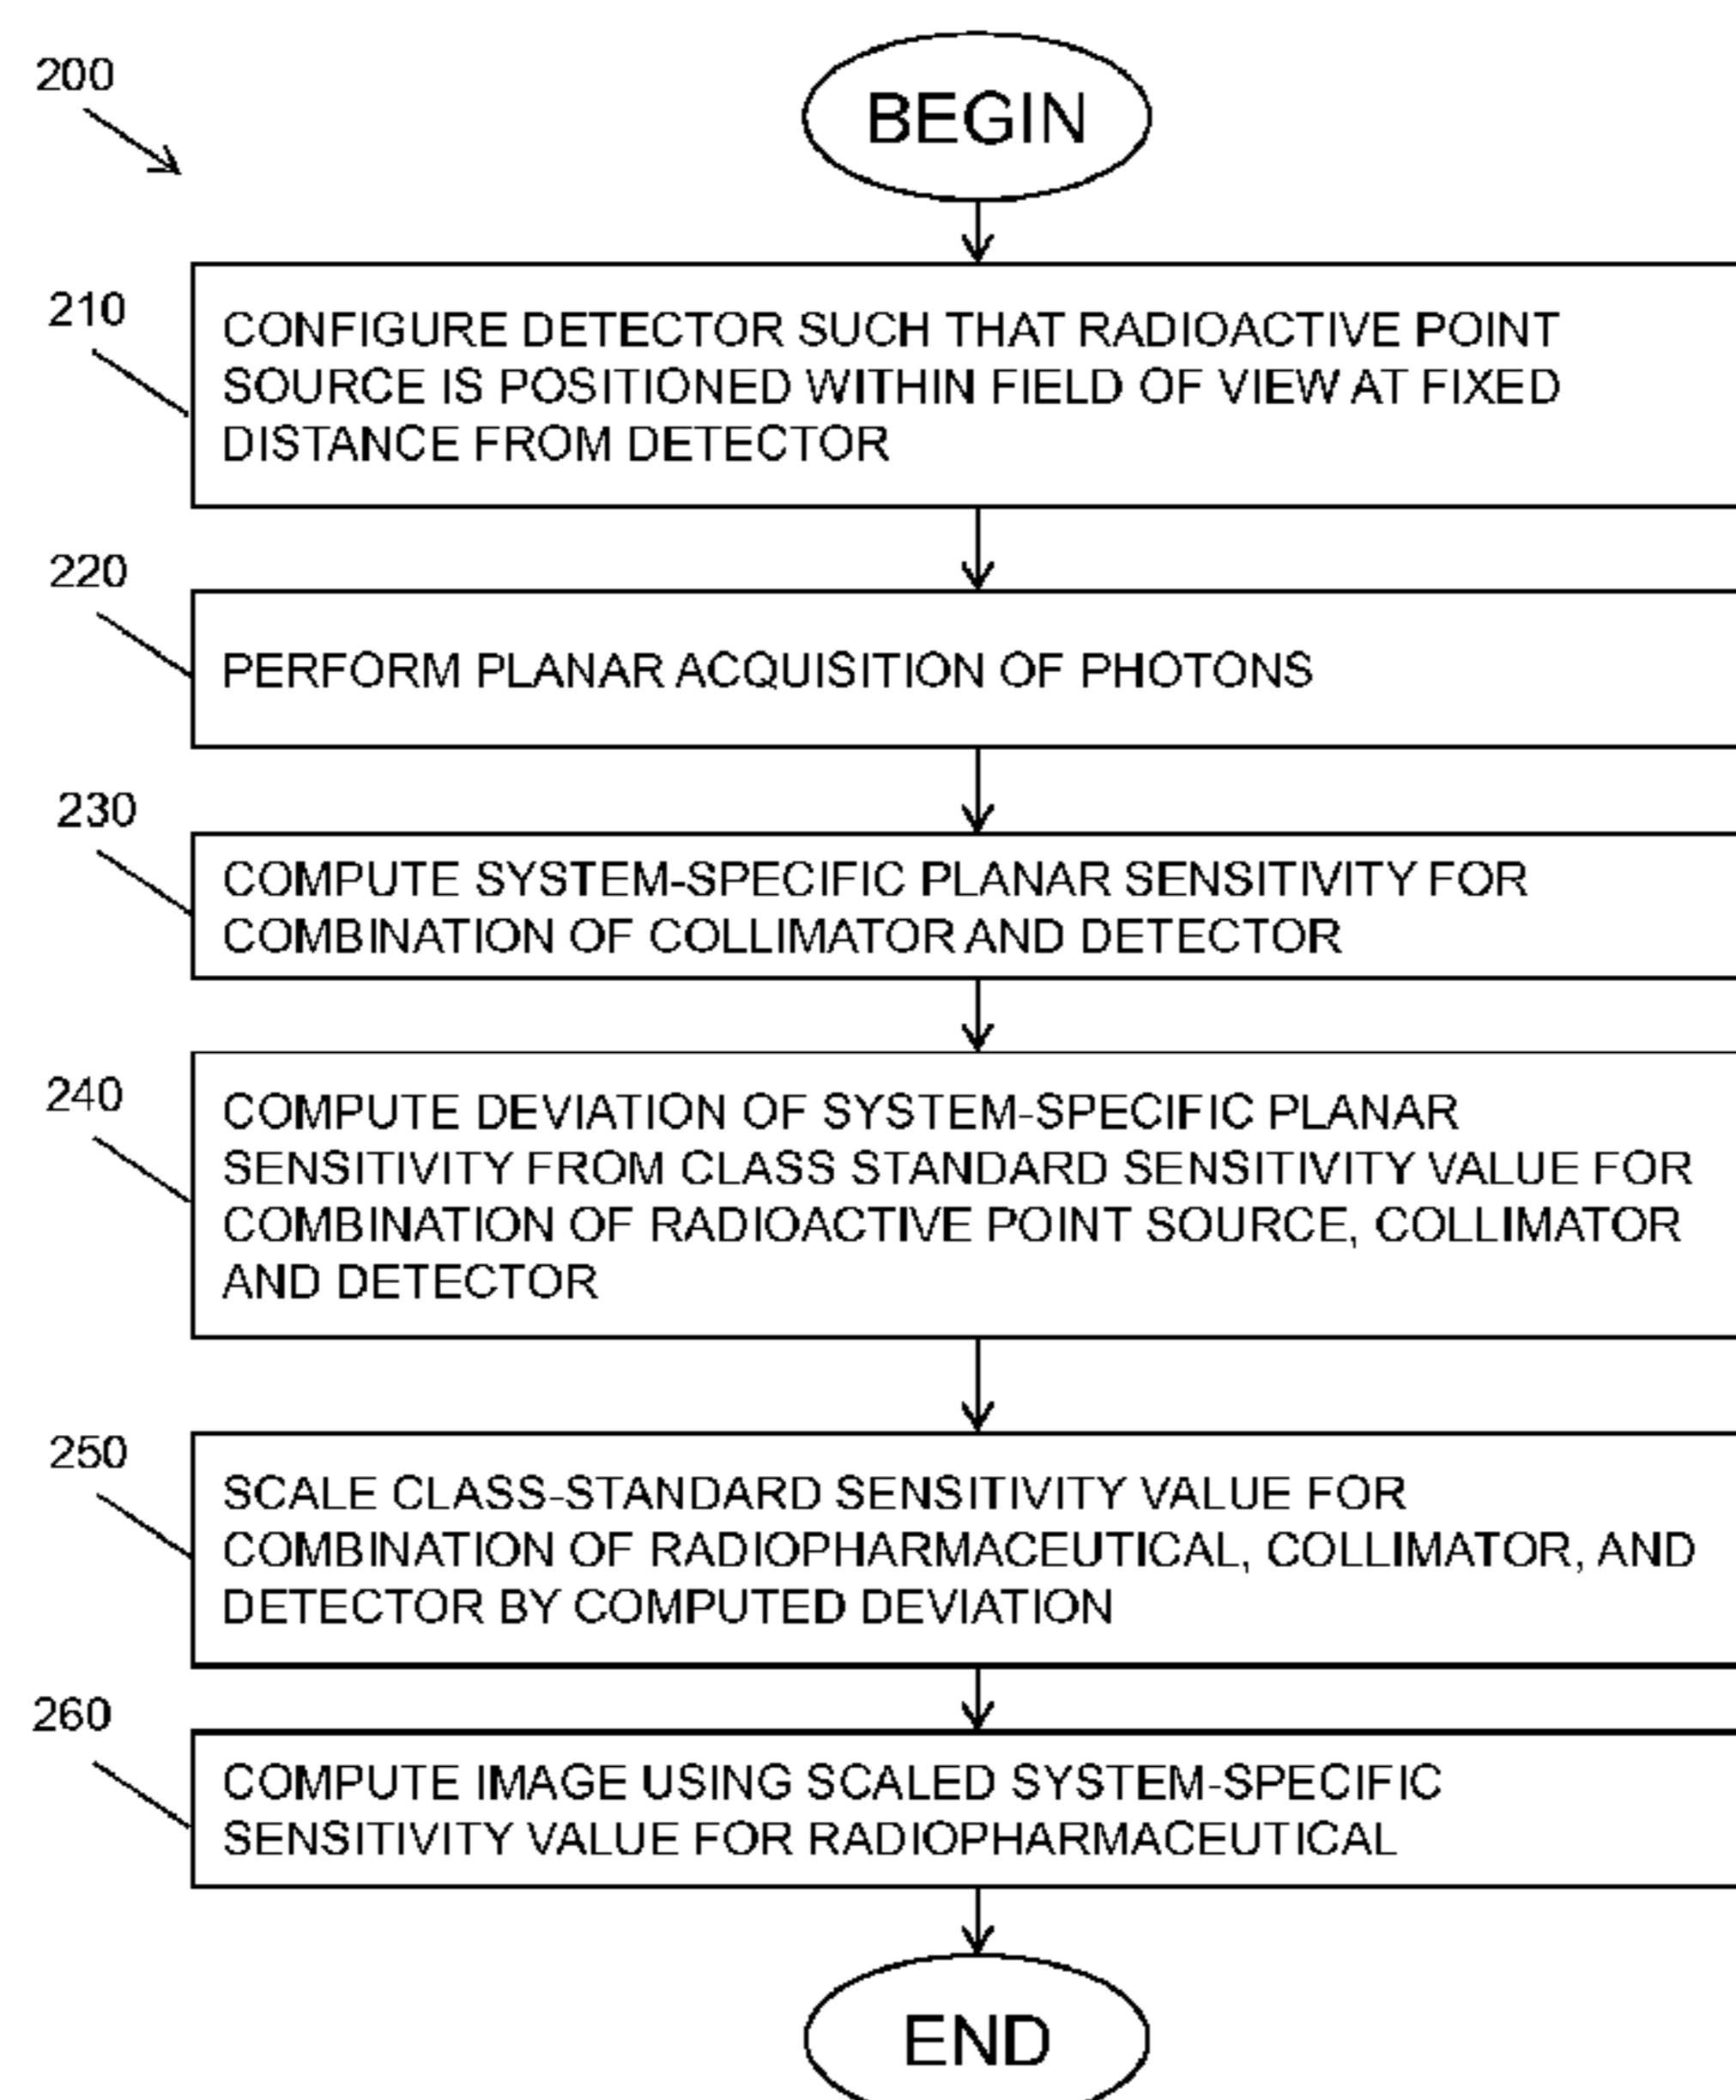 200
BEGIN
210
CONFIGURE DETECTOR SUCH THAT RADIOACTIVE POINT
SOURCE IS POSITIONED WITHIN FIELD OF VIEW AT FIXED
DISTANCE FROM DETECTOR
220
PERFORM PLANAR ACQUISITION OF PHOTONS
230
COMPUTE SYSTEM-SPECIFIC PLANAR SENSITIVITY FOR
COMBINATION OF COLLIMATOR AND DETECTOR
240
COMPUTE DEVIATION OF SYSTEM-SPECIFIC PLANAR
SENSITIVITY FROM CLASS STANDARD SENSITIVITY VALUE FOR
COMBINATION OF RADIOACTIVE POINT SOURCE, COLLIMATOR
AND DETECTOR
250
SCALE CLASS-STANDARD SENSITIVITY VALUE FOR
COMBINATION OF RADIOPHARMACEUTICAL, COLLIMATOR, AND
DETECTOR BY COMPUTED DEVIATION
260
COMPUTE IMAGE USING SCALED SYSTEM-SPECIFIC
SENSITIVITY VALUE FOR RADIOPHARMACEUTICAL
END